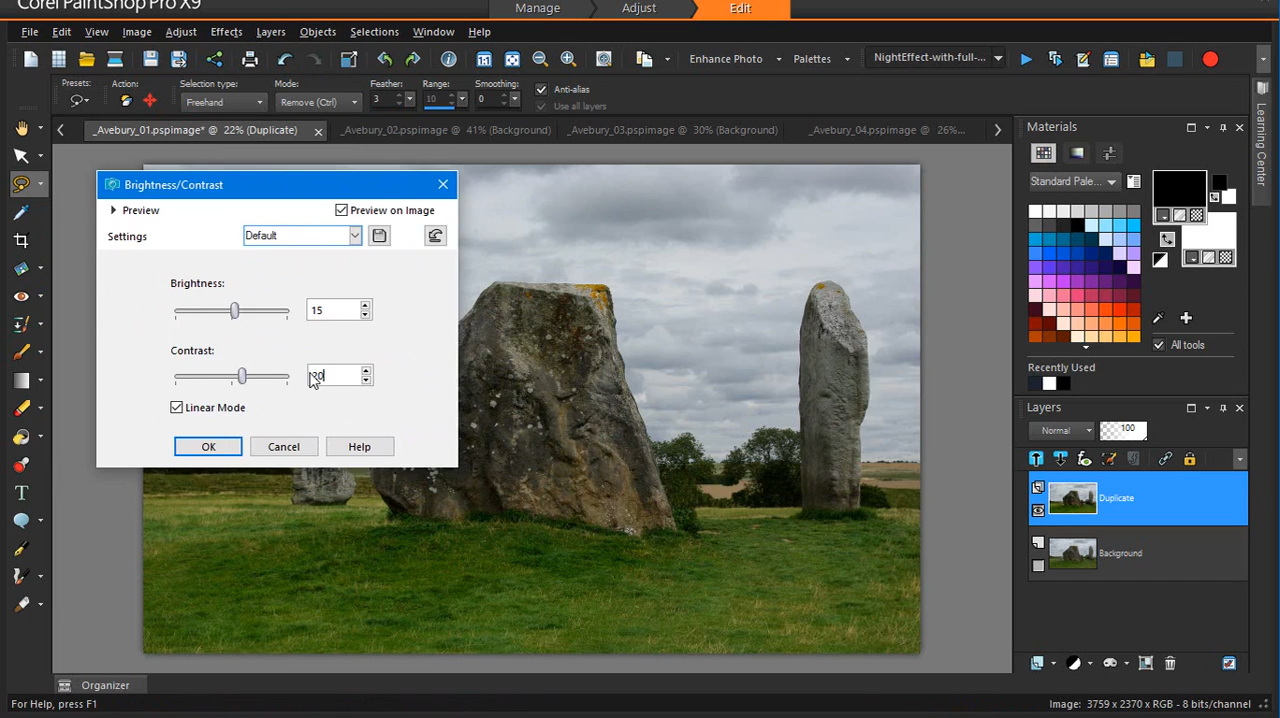 Corel PaintShop Pro X9
Manage
Adjust
Edit
File Edit View Image Adjust Effects Layers Objects Selections Window Help
Enhance Photo
Palettes
NightEffect-with-full-...
Presets:
Action:
Selection type:
Freehand
Mode:
Remove (Ctrl)
Feather:
3
Range:
10
Smoothing:
0
Anti-alias
Use all layers
_Avebury_01.pspimage* @ 22% (Duplicate)
_Avebury_02.pspimage @ 41% (Background)
_Avebury_03.pspimage @ 30% (Background)
_Avebury_04.pspimage @ 26%...
Brightness/Contrast
Preview
Preview on Image
Settings
Default
Brightness:
15
Contrast:
20
Linear Mode
OK
Cancel
Help
Materials
Standard Pale...
All tools
Recently Used
Layers
Normal
100
Duplicate
Background
Learning Center
Organizer
For Help, press F1
Image: 3759 x 2370 x RGB - 8 bits/channel